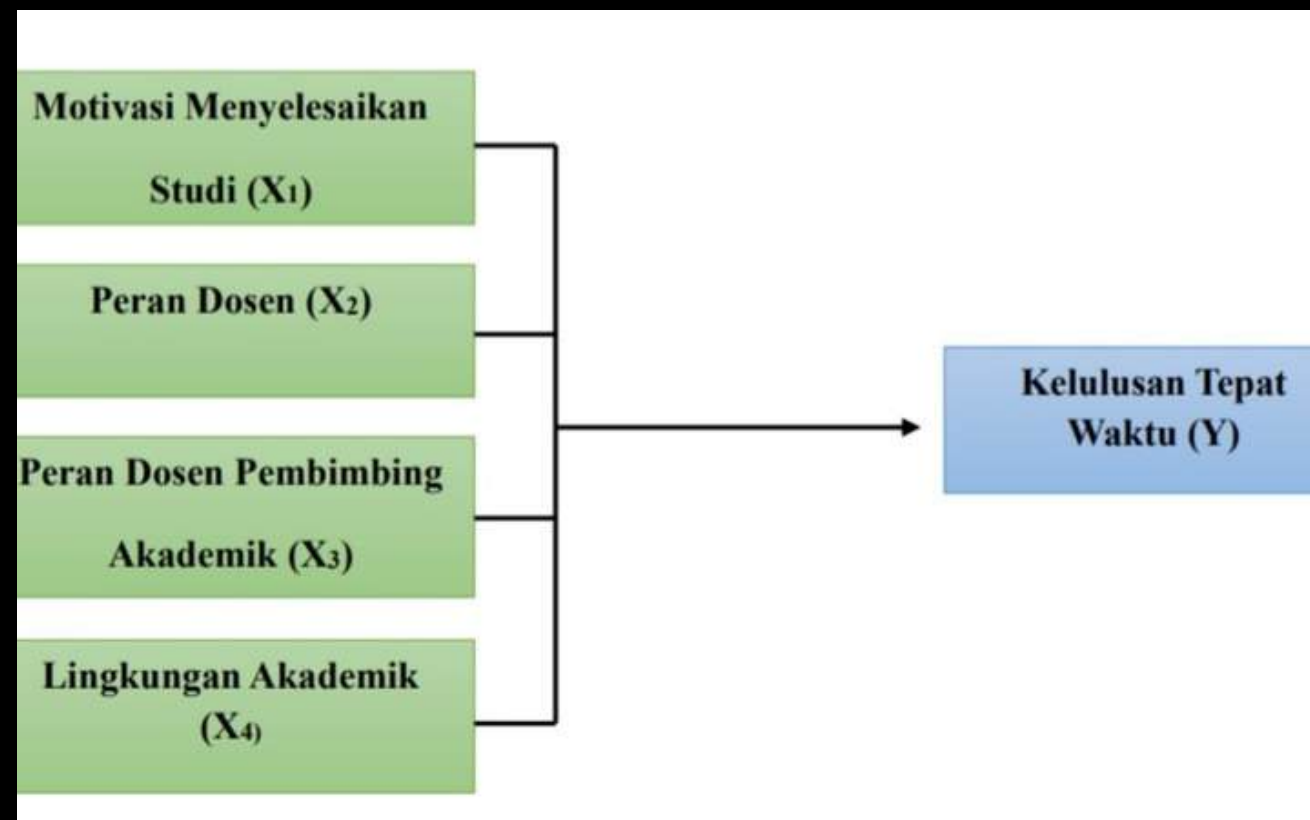 Motivasi Menyelesaikan
Studi (X1)
Peran Dosen (X2)
Peran Dosen Pembimbing
Akademik (X3)
Lingkungan Akademik
(X4)
Kelulusan Tepat
Waktu (Y)